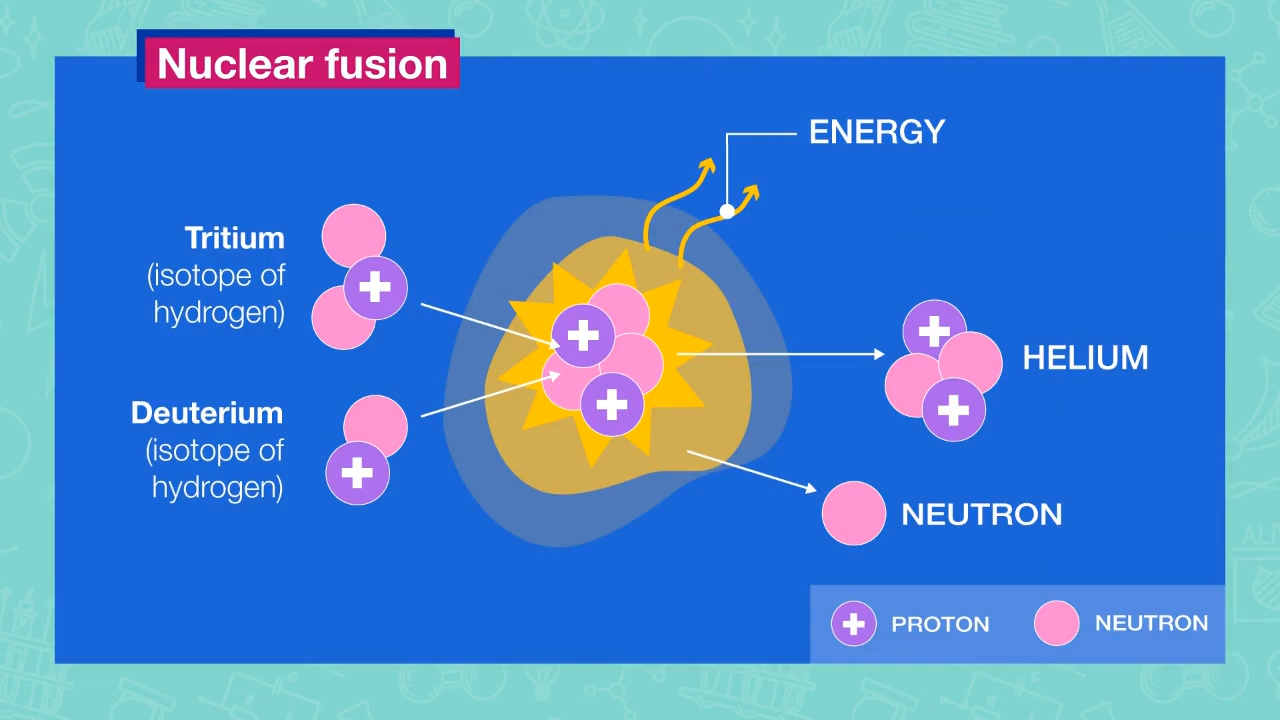 Nuclear fusion
ENERGY
Tritium
(isotope of
hydrogen)
HELIUM
Deuterium
(isotope of
hydrogen)
NEUTRON
PROTON
NEUTRON